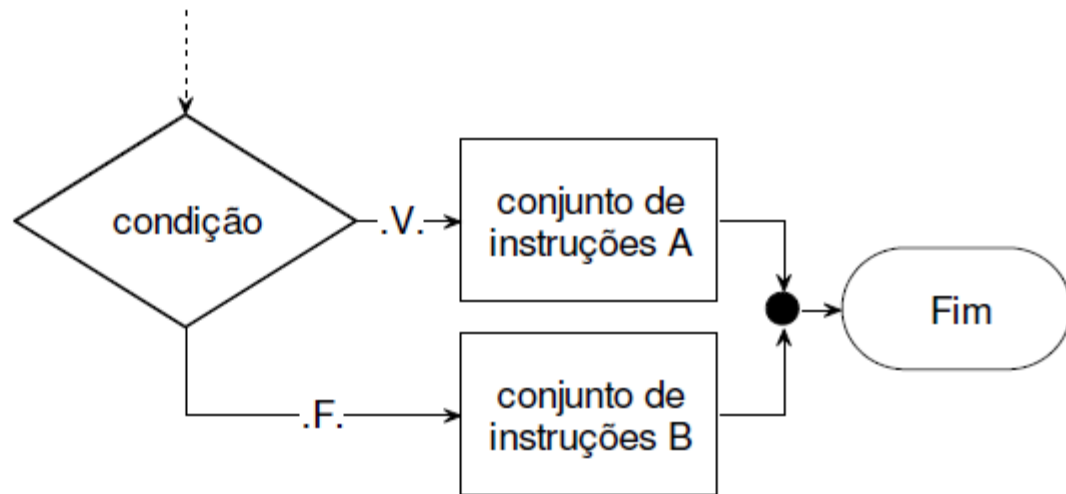 condição
.V.
conjunto de
instruções A
Fim
.F.
conjunto de
instruções B